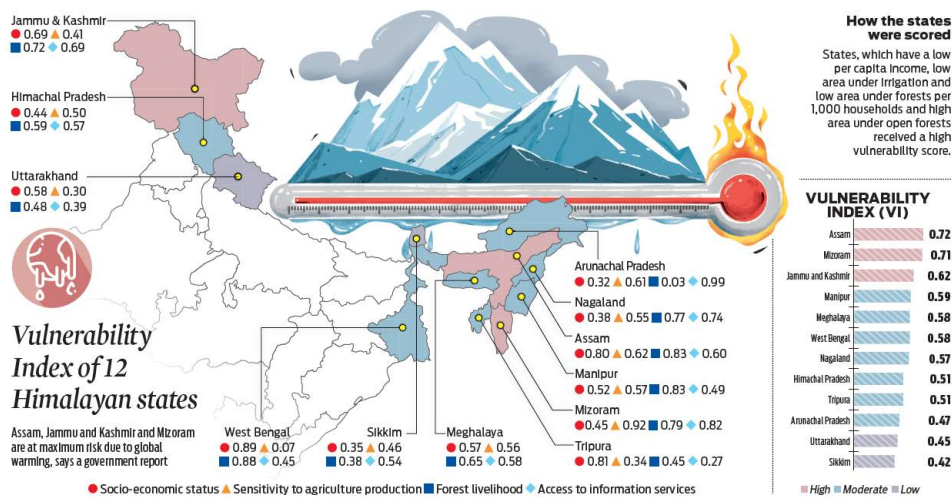 Jammu & Kashmir
0.69 0.41
0.72 0.69
Himachal Pradesh
0.44 0.50
0.59 0.57
Uttarakhand
0.58 0.30
0.48 0.39
Vulnerability
Index of 12
Himalayan states
Assam, Jammu and Kashmir and Mizoram
are at maximum risk due to global
warming, says a government report
West Bengal
0.89 0.07
0.88 0.45
Sikkim
0.35 0.46
0.38 0.54
Meghalaya
0.57 0.56
0.65 0.58
Arunachal Pradesh
0.32 0.61 0.03 0.99
Nagaland
0.38 0.55 0.77 0.74
Assam
0.80 0.62 0.83 0.60
Manipur
0.52 0.57 0.83 0.49
Mizoram
0.45 0.92 0.79 0.82
Tripura
0.81 0.34 0.45 0.27
Socio-economic status Sensitivity to agriculture production Forest livelihood Access to information services
How the states
were scored
States, which have a low
per capita income, low
area under irrigation and
low area under forests per
1,000 households and high
area under open forests
received a high
vulnerability score.
VULNERABILITY
INDEX (VI)
Assam 0.72
Mizoram 0.71
Jammu and Kashmir 0.62
Manipur 0.59
Meghalaya 0.58
West Bengal 0.58
Nagaland 0.57
Himachal Pradesh 0.51
Tripura 0.51
Arunachal Pradesh 0.47
Uttarakhand 0.45
Sikkim 0.42
High Moderate Low